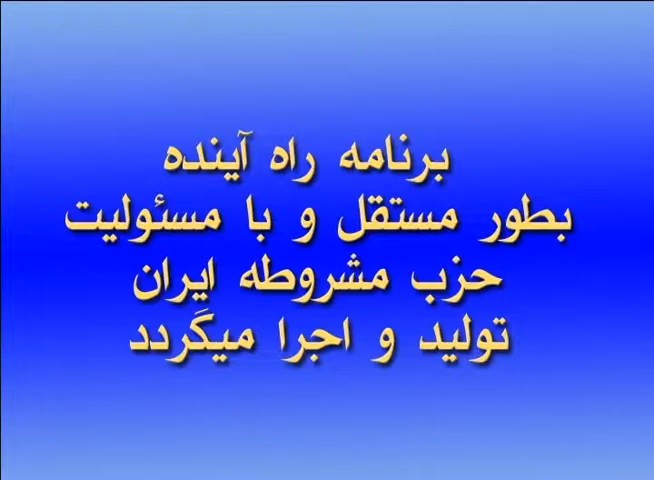 برنامه راه آینده
بطور مستقل و با مسئولیت
حزب مشروطه ایران
تولید و اجرا میگردد